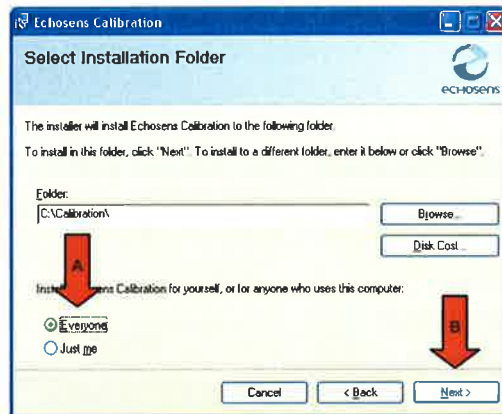 Echosens Calibration
Select Installation Folder
echosens
The installer will install Echosens Calibration to the following folder.
To install in this folder, click "Next". To install to a different folder, enter it below or click "Browse".
Folder:
C:\Calibration\
Browse...
Disk Cost...
A
Echosens Calibration for yourself, or for anyone who uses this computer:
Everyone
B
Just me
Cancel
< Back
Next >